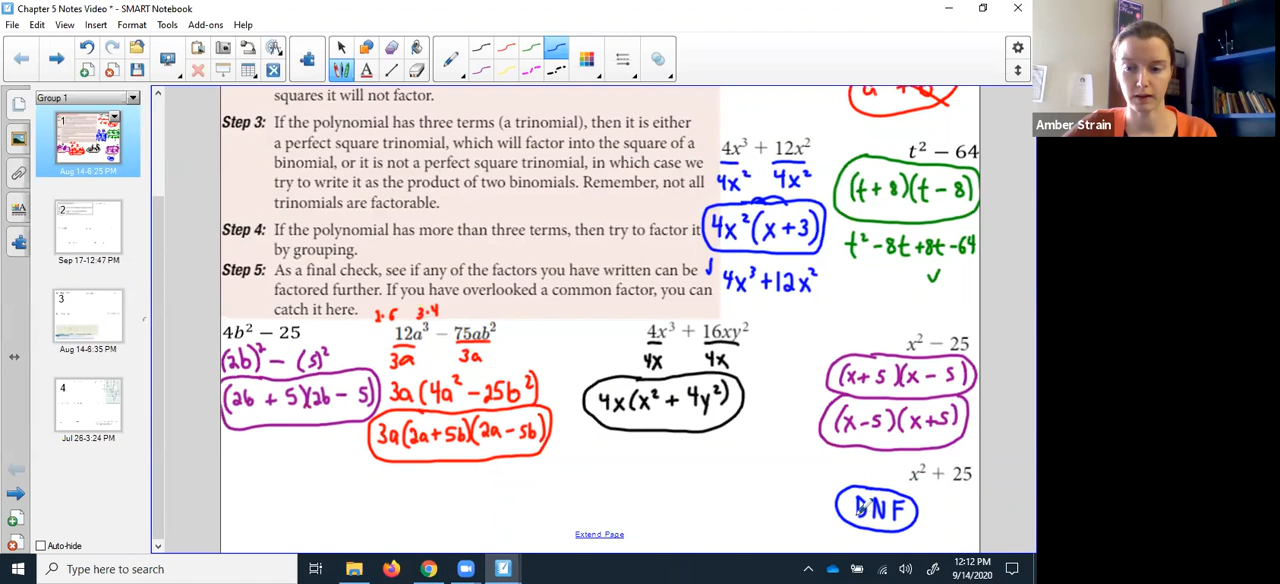 Chapter 5 Notes Video * - SMART Notebook
File Edit View Insert Format Tools Add-ons Help
Group 1
1
Aug 14-6:25 PM
2
Sep 17-12:47 PM
3
Aug 14-6:35 PM
4
Jul 26-3:24 PM
Auto-hide
squares it will not factor.
Step 3: If the polynomial has three terms (a trinomial), then it is either
a perfect square trinomial, which will factor into the square of a
binomial, or it is not a perfect square trinomial, in which case we
try to write it as the product of two binomials. Remember, not all
trinomials are factorable.
Step 4: If the polynomial has more than three terms, then try to factor it
by grouping.
Step 5: As a final check, see if any of the factors you have written can be
factored further. If you have overlooked a common factor, you can
catch it here.
4x³ + 12x²
4x² 4x²
4x²(x+3)
4x³+12x²
t² − 64
(t+8)(t−8)
t²−8t+8t−64
4b² − 25
(2b)² − (5)²
(2b + 5)(2b − 5)
3·4
12a³ − 75ab²
3a 3a
3a(4a² −25b²)
3a(2a+5b)(2a−5b)
4x³ + 16xy²
4x 4x
4x(x² + 4y²)
x² − 25
(x+5)(x−5)
(x−5)(x+5)
x² + 25
DNF
Extend Page
Amber Strain
Type here to search
12:12 PM
9/14/2020